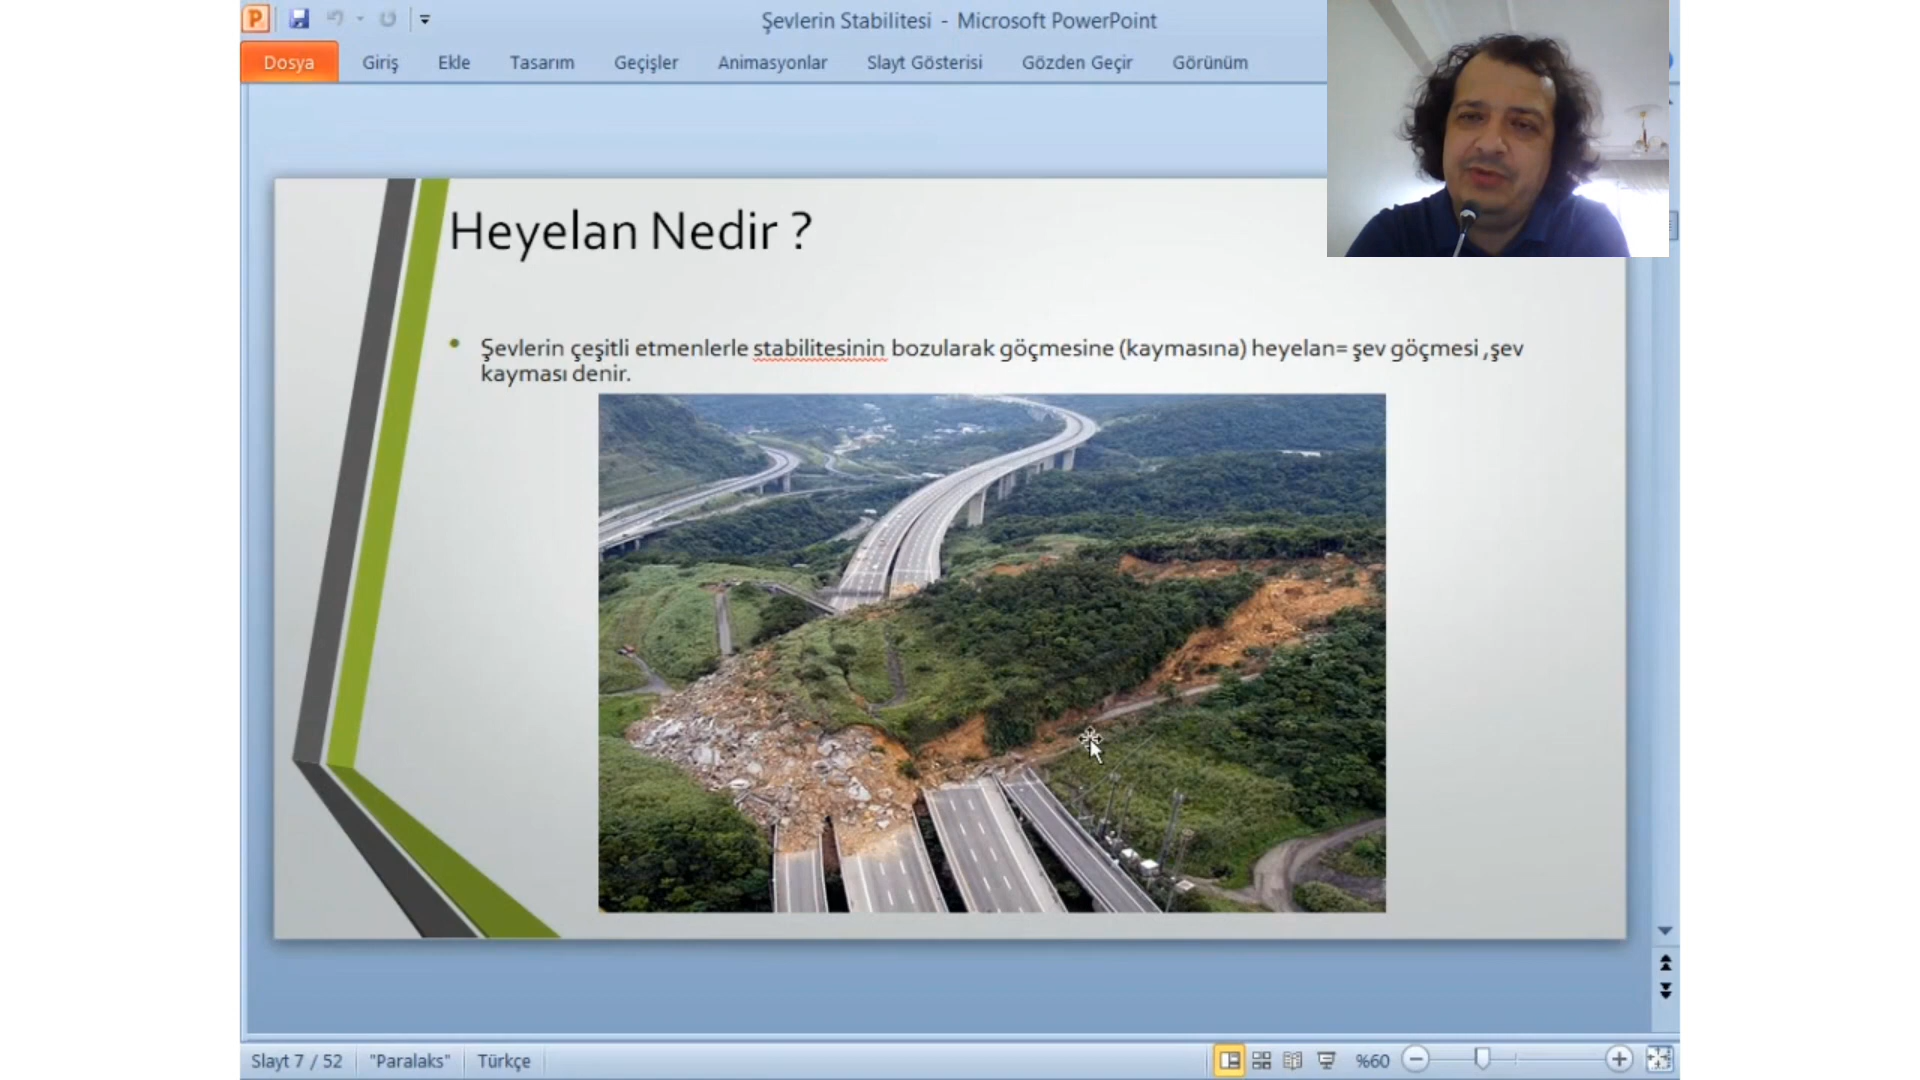 Şevlerin Stabilitesi - Microsoft PowerPoint
Dosya Giriş Ekle Tasarım Geçişler Animasyonlar Slayt Gösterisi Gözden Geçir Görünüm
Heyelan Nedir ?
Şevlerin çeşitli etmenlerle stabilitesinin bozularak göçmesine (kaymasına) heyelan= şev göçmesi ,şev
kayması denir.
Slayt 7 / 52 "Paralaks" Türkçe %60